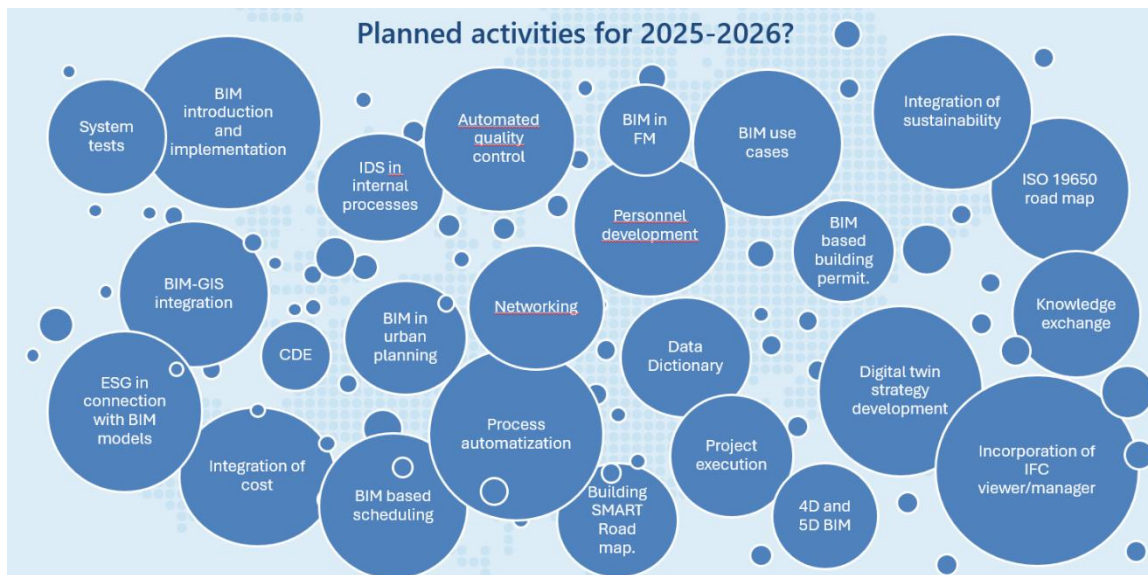 Planned activities for 2025-2026?
System
tests
BIM
introduction
and
implementation
IDS in
internal
processes
Automated
quality
control
BIM in
FM
BIM use
cases
Integration of
sustainability
ISO 19650
road map
Personnel
development
BIM
based
building
permit.
BIM-GIS
integration
CDE
BIM in
urban
planning
Networking
Data
Dictionary
Knowledge
exchange
ESG in
connection
with BIM
models
Digital twin
strategy
development
Integration of
cost
BIM based
scheduling
Process
automatization
Building
SMART
Road
map.
Project
execution
4D and
5D BIM
Incorporation of
IFC
viewer/manager